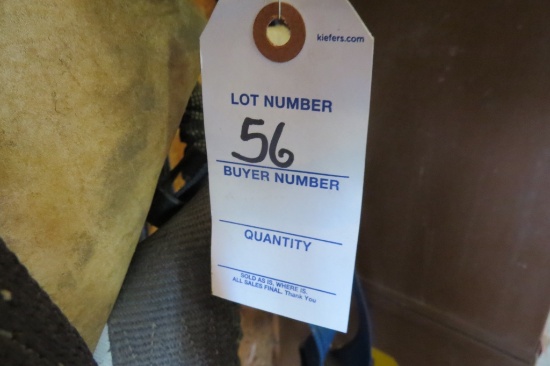 kiefers.com
LOT NUMBER
56
BUYER NUMBER
QUANTITY
SOLD AS IS, WHERE IS
ALL SALES FINAL. Thank You